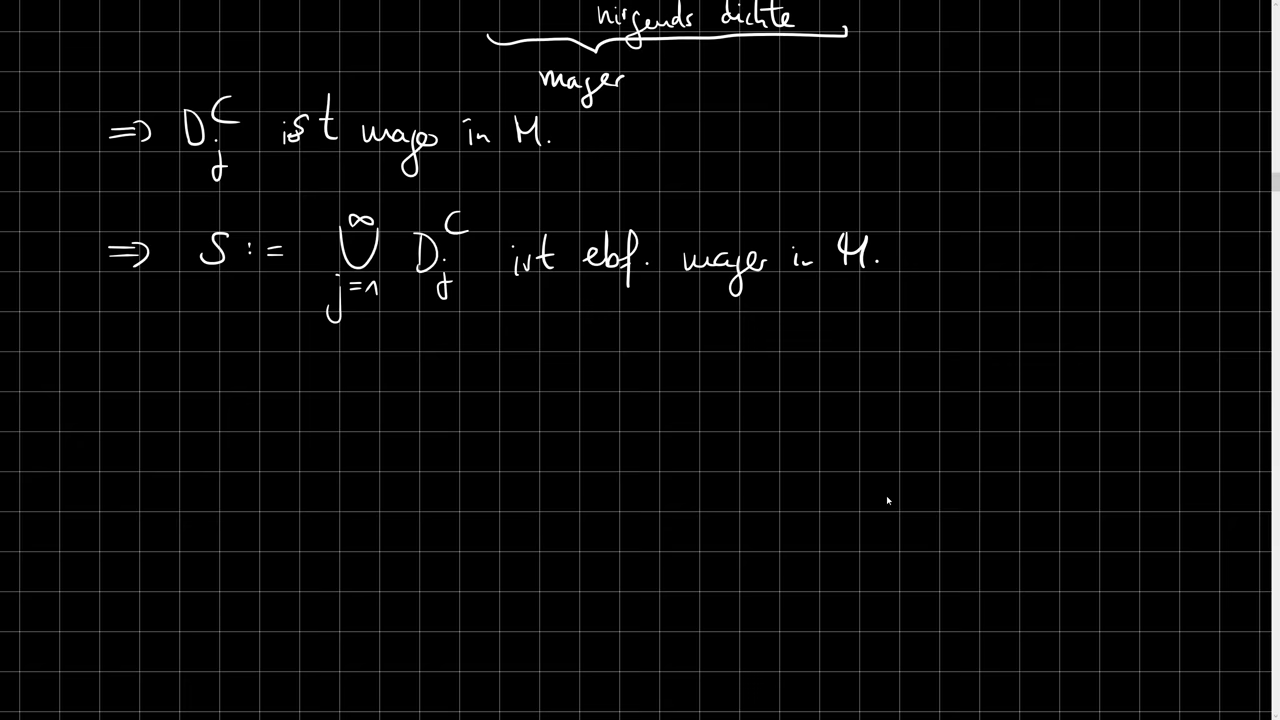 nirgends dichte
mager
⇒ D_j^C ist mager in M.
⇒ S := ⋃_{j=1}^∞ D_j^C ist ebf. mager in M.